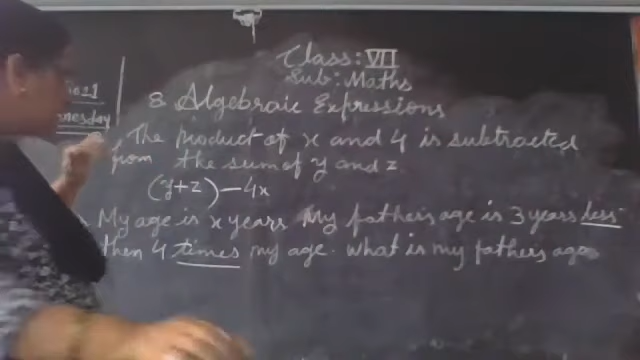 Class: VII
Sub: Maths
8 Algebraic Expressions
The product of x and 4 is subtracted
from the sum of y and z.
(y+z)-4x
My age is x years My father's age is 3 years less
then 4 times my age. What is my father's age